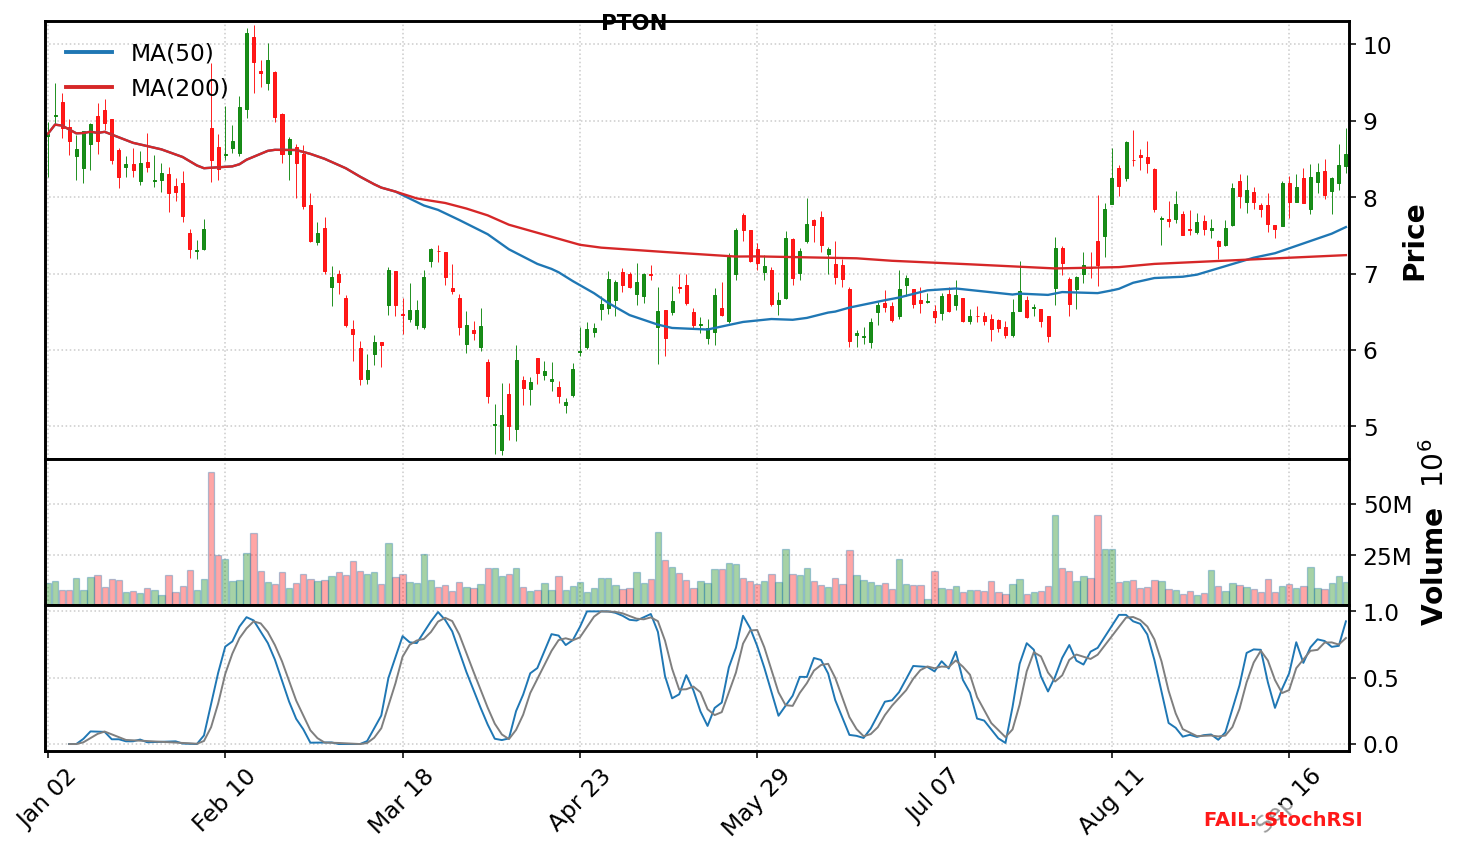 PTON
MA(50)
MA(200)
10
9
8
7
6
5
Price
50M
25M
Volume 10^6
1.0
0.5
0.0
Jan 02
Feb 10
Mar 18
Apr 23
May 29
Jul 07
Aug 11
Sep 16
FAIL: StochRSI